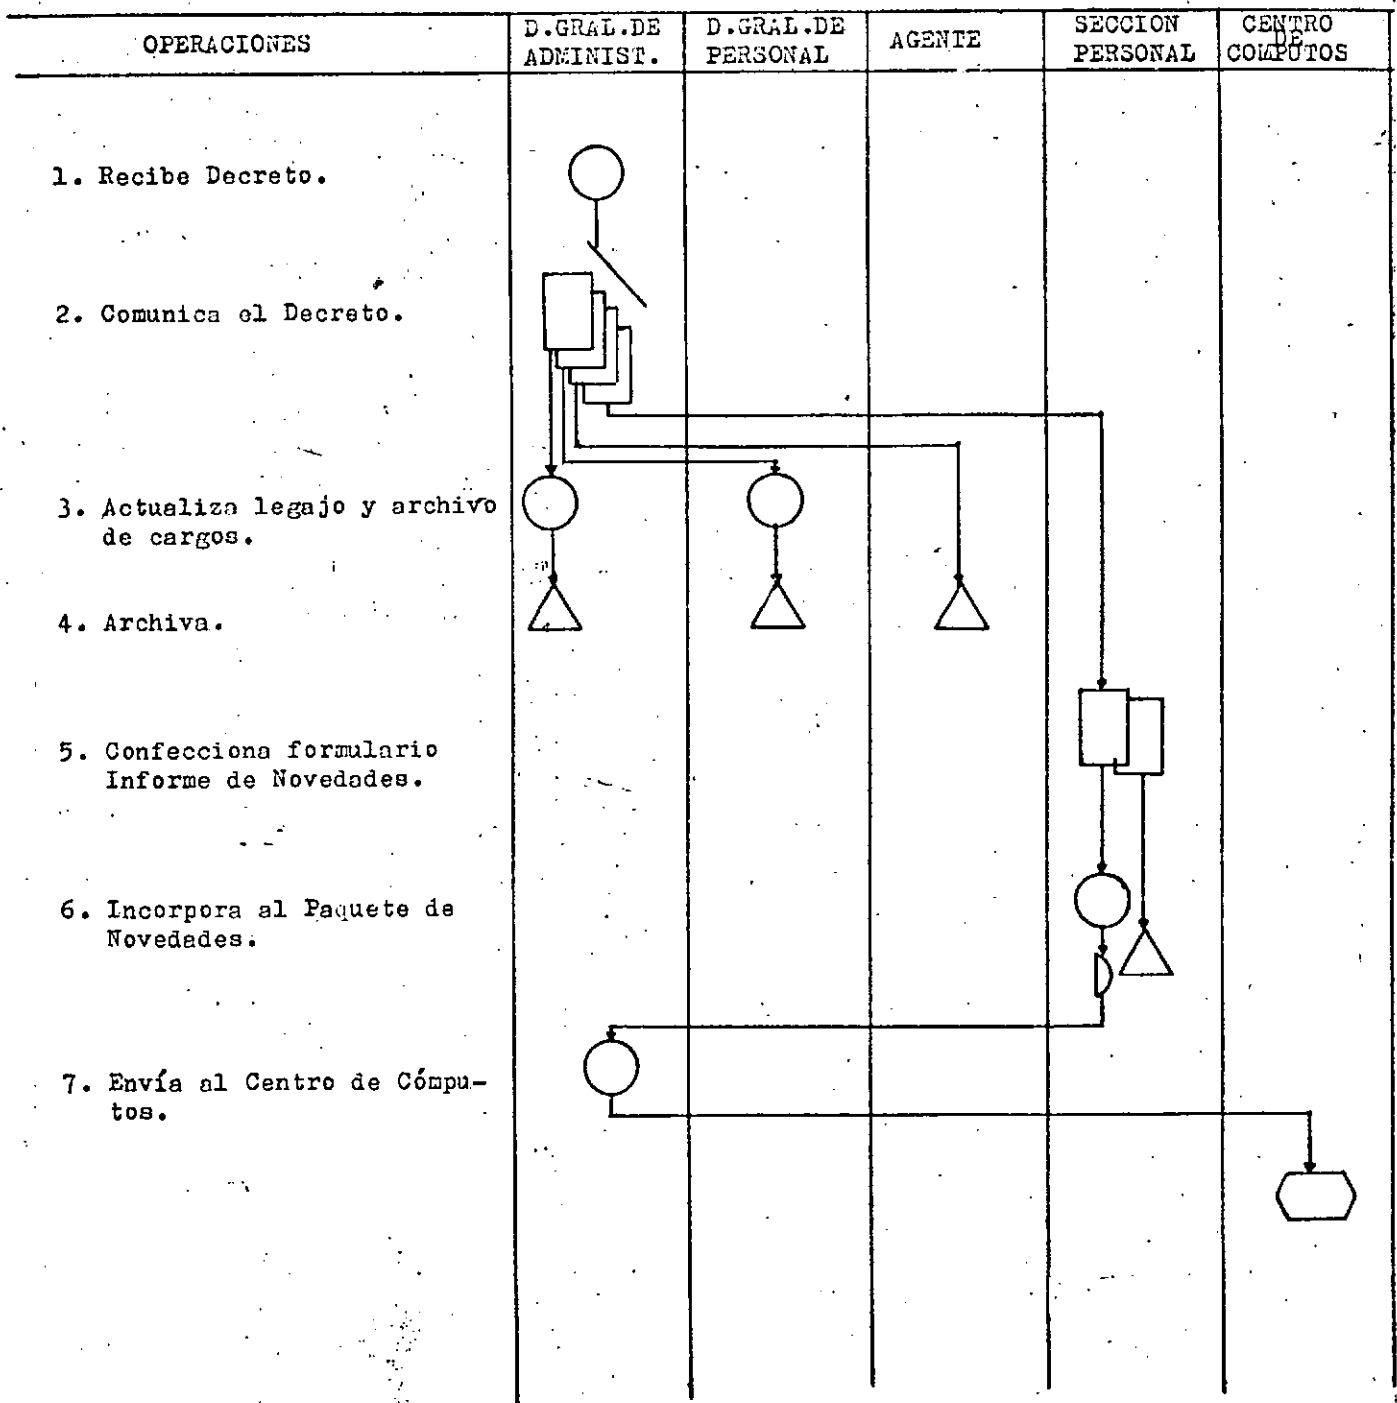 OPERACIONES
D.GRAL.DE
ADMINIST.
D.GRAL.DE
PERSONAL
AGENTE
SECCION
PERSONAL
CENTRO
DE
COMPUTOS
1. Recibe Decreto.
2. Comunica el Decreto.
3. Actualiza legajo y archivo
de cargos.
4. Archiva.
5. Confecciona formulario
Informe de Novedades.
6. Incorpora al Paquete de
Novedades.
7. Envía al Centro de Cómpu-
tos.